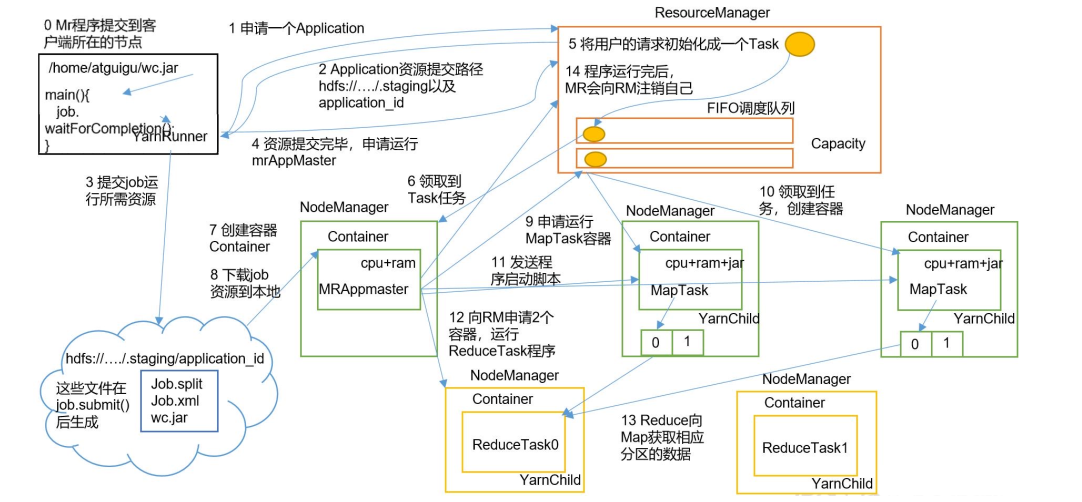 0 Mr程序提交到客
户端所在的节点
/home/atguigu/wc.jar
main(){
job.
waitForCompletion();
}
YarnRunner
1 申请一个Application
2 Application资源提交路径
hdfs://…./.staging以及
application_id
4 资源提交完毕，申请运行
mrAppMaster
ResourceManager
5 将用户的请求初始化成一个Task
14 程序运行完后，
MR会向RM注销自己
FIFO调度队列
Capacity
3 提交job运
行所需资源
6 领取到
Task任务
7 创建容器
Container
8 下载job
资源到本地
NodeManager
Container
cpu+ram
MRAppmaster
9 申请运行
MapTask容器
11 发送程
序启动脚本
12 向RM申请2个
容器，运行
ReduceTask程序
NodeManager
Container
cpu+ram+jar
MapTask
YarnChild
0 1
10 领取到任
务，创建容器
NodeManager
Container
cpu+ram+jar
MapTask
YarnChild
0 1
hdfs://…./.staging/application_id
这些文件在
job.submit()
后生成
Job.split
Job.xml
wc.jar
NodeManager
Container
ReduceTask0
YarnChild
13 Reduce向
Map获取相应
分区的数据
NodeManager
Container
ReduceTask1
YarnChild